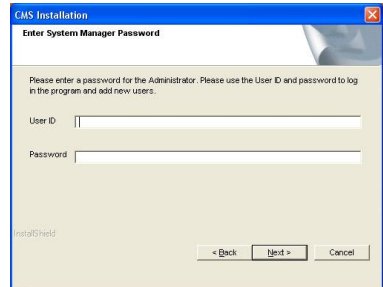 CMS Installation
Enter System Manager Password
Please enter a password for the Administrator. Please use the User ID and password to log
in the program and add new users.
User ID
Password
InstallShield
< Back
Next >
Cancel